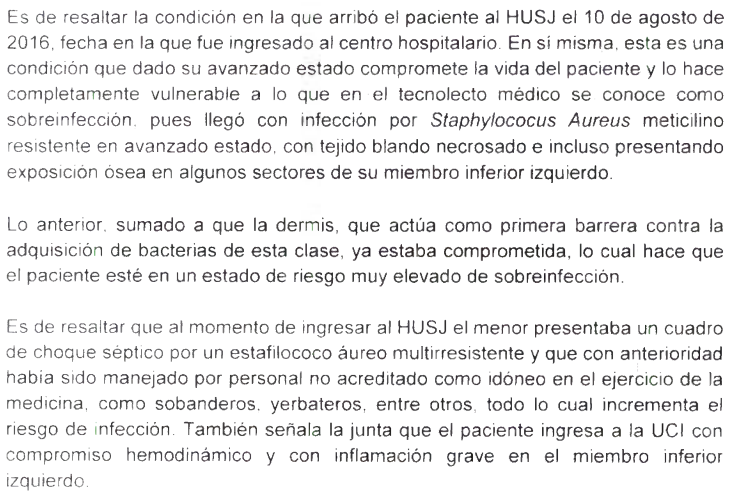 Es de resaltar la condición en la que arribó el paciente al HUSJ el 10 de agosto de
2016, fecha en la que fue ingresado al centro hospitalario. En sí misma, esta es una
condición que dado su avanzado estado compromete la vida del paciente y lo hace
completamente vulnerable a lo que en el tecnolecto médico se conoce como
sobreinfección, pues llegó con infección por Staphylococus Aureus meticilino
resistente en avanzado estado, con tejido blando necrosado e incluso presentando
exposición ósea en algunos sectores de su miembro inferior izquierdo.

Lo anterior, sumado a que la dermis, que actúa como primera barrera contra la
adquisición de bacterias de esta clase, ya estaba comprometida, lo cual hace que
el paciente esté en un estado de riesgo muy elevado de sobreinfección.

Es de resaltar que al momento de ingresar al HUSJ el menor presentaba un cuadro
de choque séptico por un estafilococo áureo multirresistente y que con anterioridad
había sido manejado por personal no acreditado como idóneo en el ejercicio de la
medicina, como sobanderos, yerbateros, entre otros, todo lo cual incrementa el
riesgo de infección. También señala la junta que el paciente ingresa a la UCI con
compromiso hemodinámico y con inflamación grave en el miembro inferior
izquierdo.